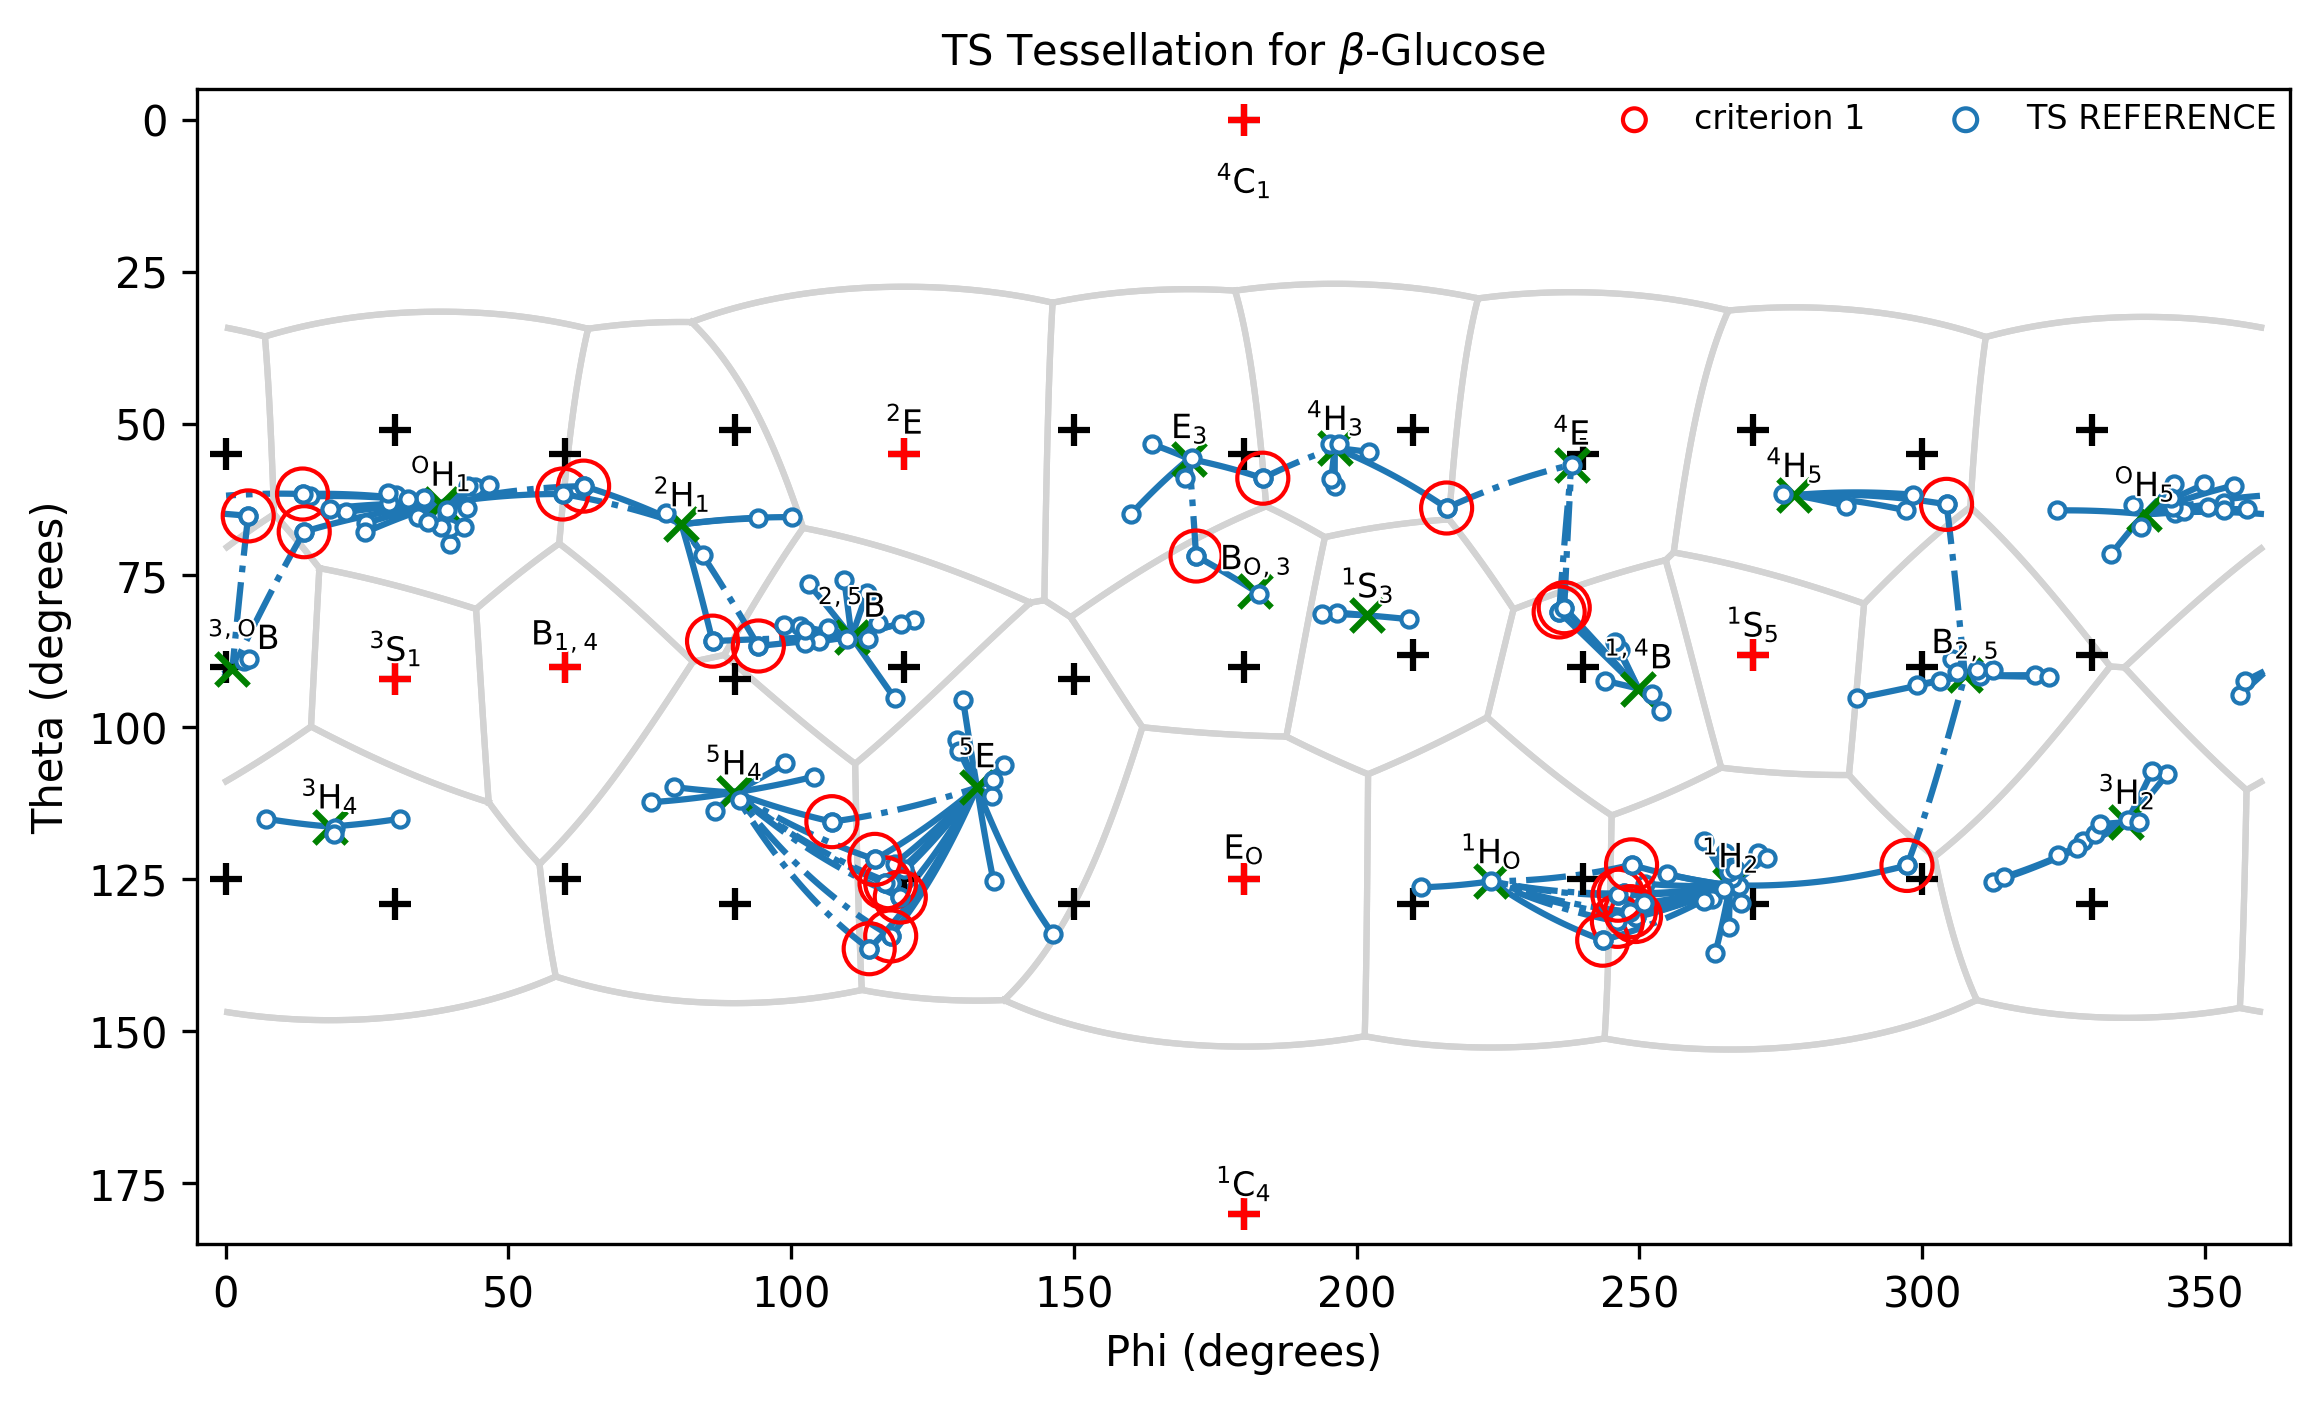 TS Tessellation for β-Glucose
criterion 1
TS REFERENCE
⁴C₁
²E
E₃
⁴H₃
⁴E
⁴H₅
ᴼH₁
²H₁
ᴼH₅
B_O,3
¹S₃
²,⁵B
³,ᴼB
³S₁
B₁,₄
¹,⁴B
¹S₅
B₂,₅
⁵H₄
⁵E
³H₄
³H₂
E_O
¹H_O
¹H₂
¹C₄
0
25
50
75
100
125
150
175
Theta (degrees)
0 50 100 150 200 250 300 350
Phi (degrees)